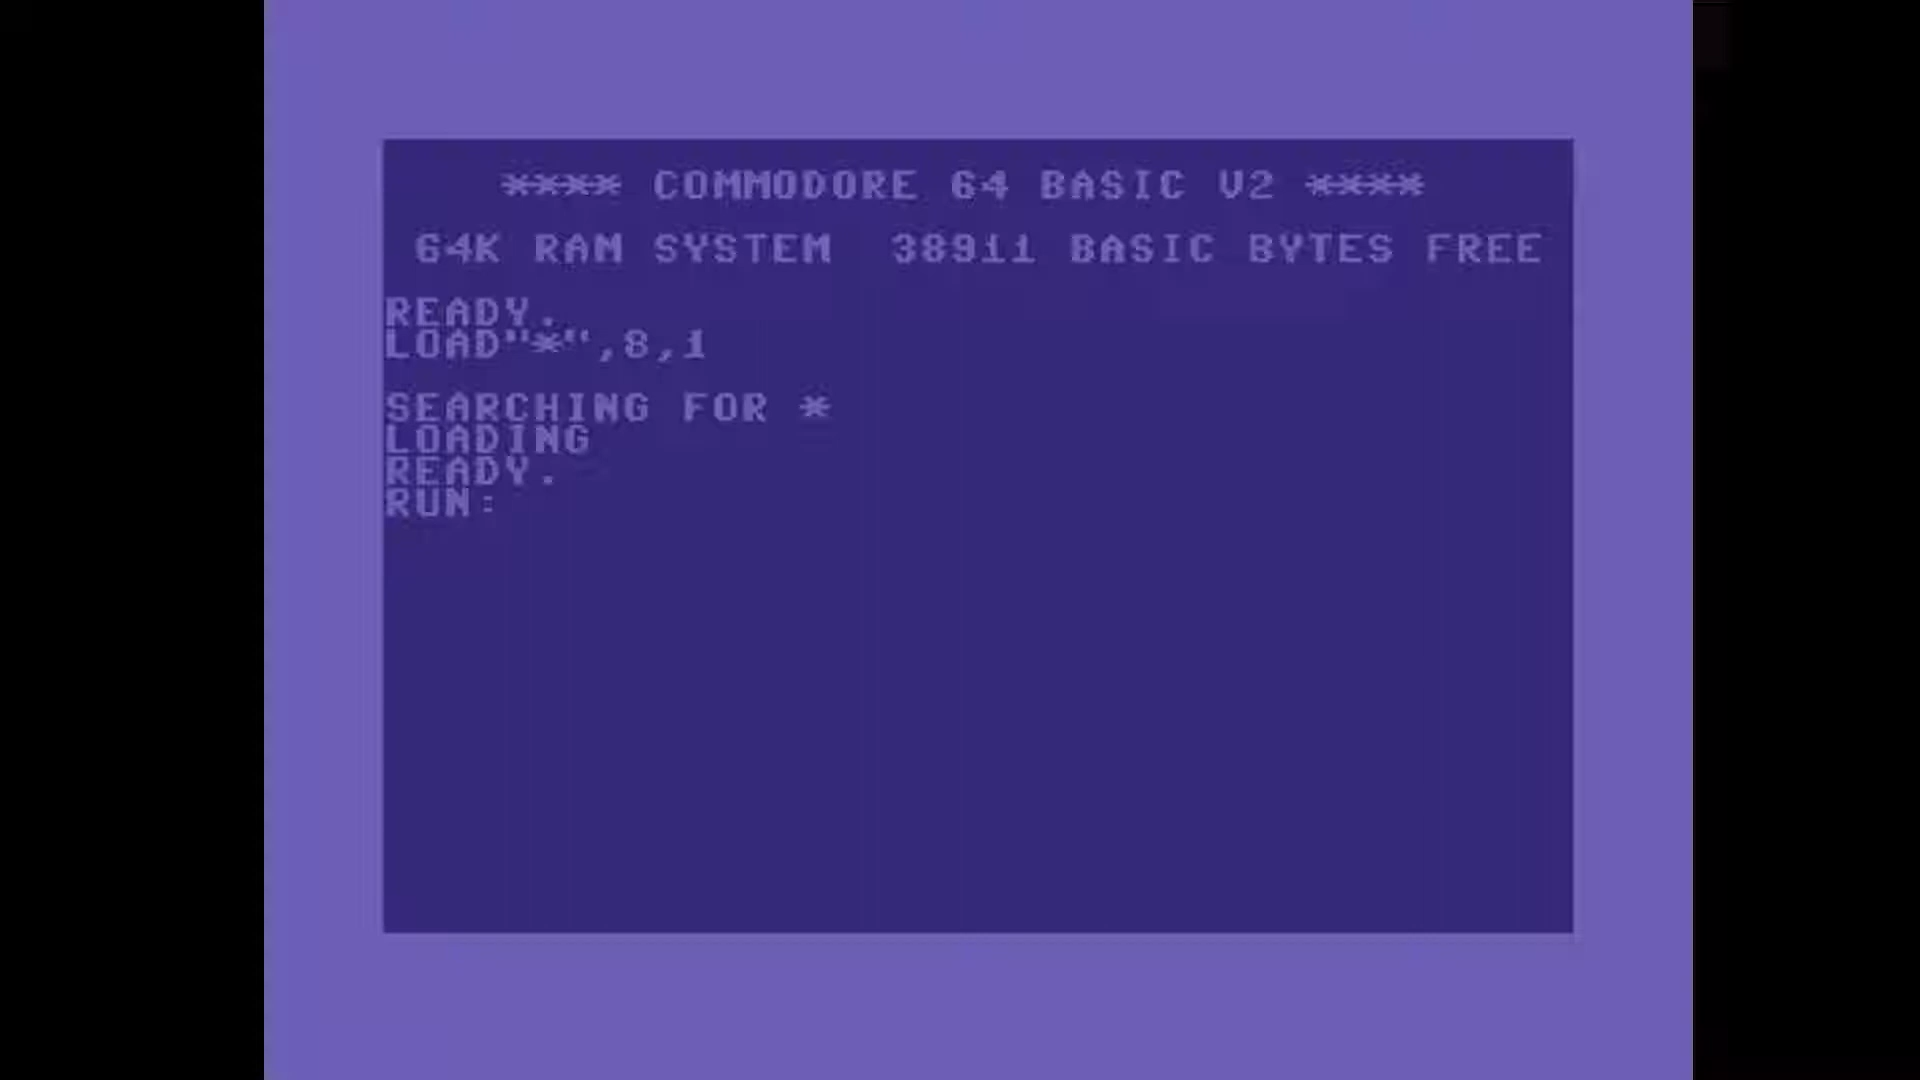 **** COMMODORE 64 BASIC V2 ****
64K RAM SYSTEM  38911 BASIC BYTES FREE
READY.
LOAD"*",8,1
SEARCHING FOR *
LOADING
READY.
RUN: